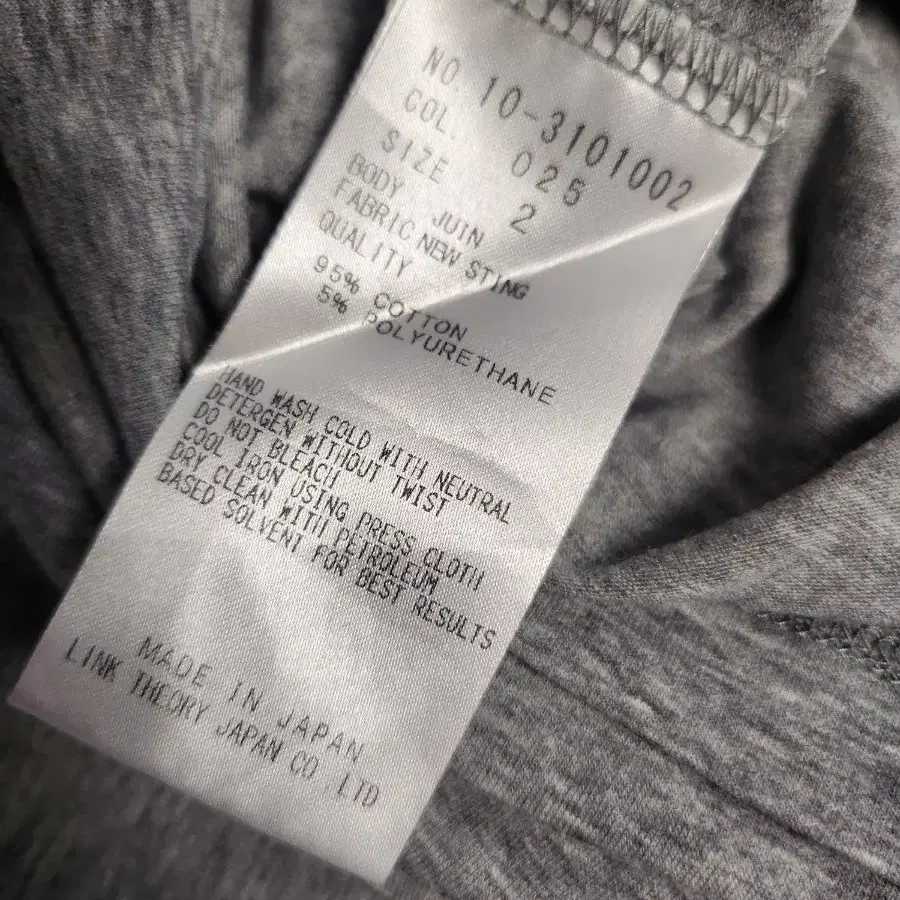 NO. 10-3101002
COL. 025
SIZE 2
BODY JUIN
FABRIC NEW STING
QUALITY
95% COTTON
5% POLYURETHANE
HAND WASH COLD WITH NEUTRAL
DETERGEN WITHOUT TWIST
DO NOT BLEACH
COOL IRON USING PRESS CLOTH
DRY CLEAN WITH PETROLEUM
BASED SOLVENT FOR BEST RESULTS
MADE IN JAPAN
LINK THEORY JAPAN CO.,LTD